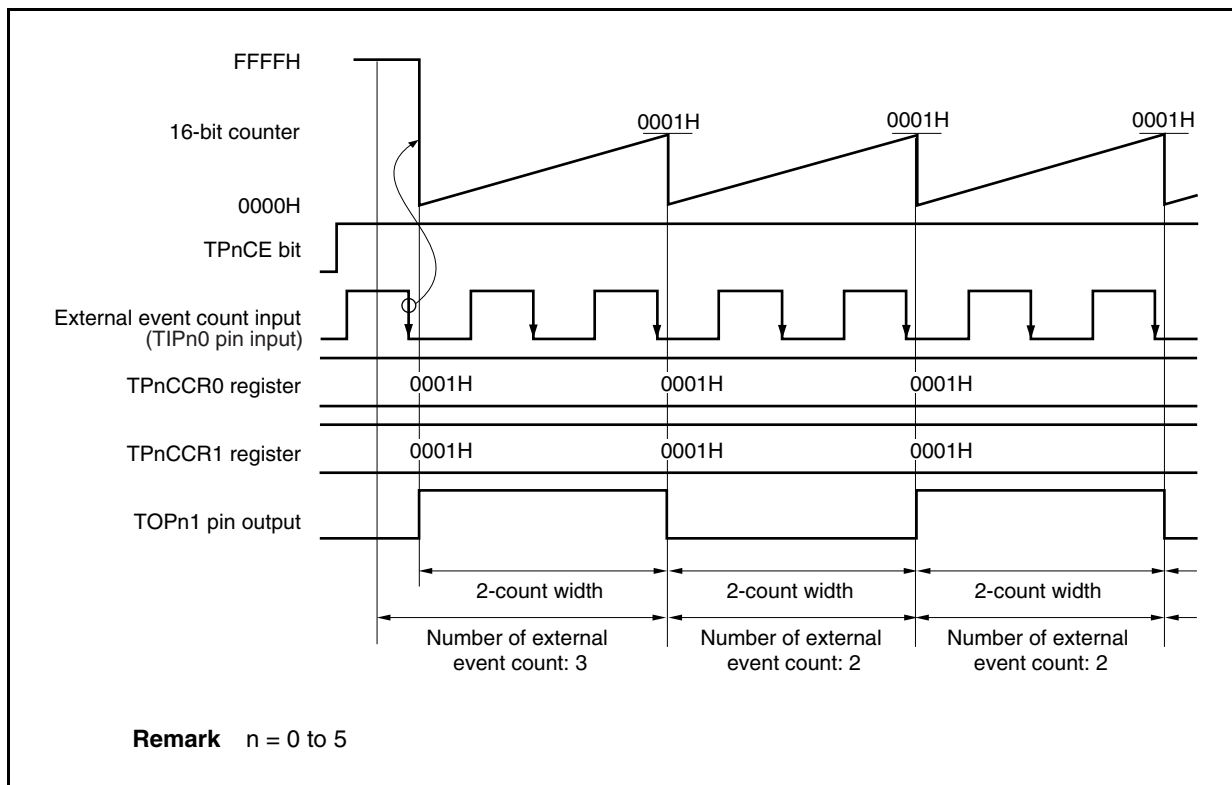 FFFFH
16-bit counter
0001H 0001H 0001H
0000H
TPnCE bit
External event count input
(TIPn0 pin input)
TPnCCR0 register
0001H 0001H 0001H
TPnCCR1 register
0001H 0001H 0001H
TOPn1 pin output
2-count width 2-count width 2-count width
Number of external Number of external Number of external
event count: 3 event count: 2 event count: 2
Remark n = 0 to 5